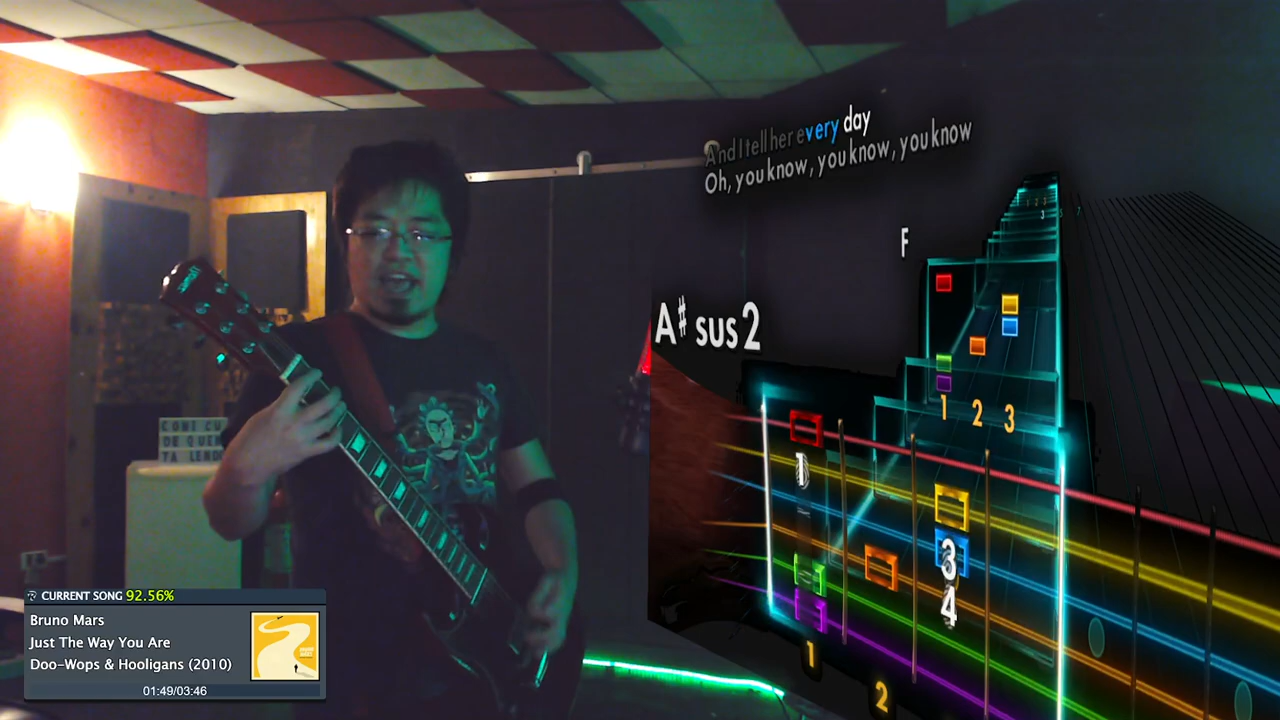 And I tell her every day
Oh, you know, you know, you know
F
A# sus2
1 2 3
1
3
4
1
2
CURRENT SONG 92.56%
Bruno Mars
Just The Way You Are
Doo-Wops & Hooligans (2010)
01:49/03:46